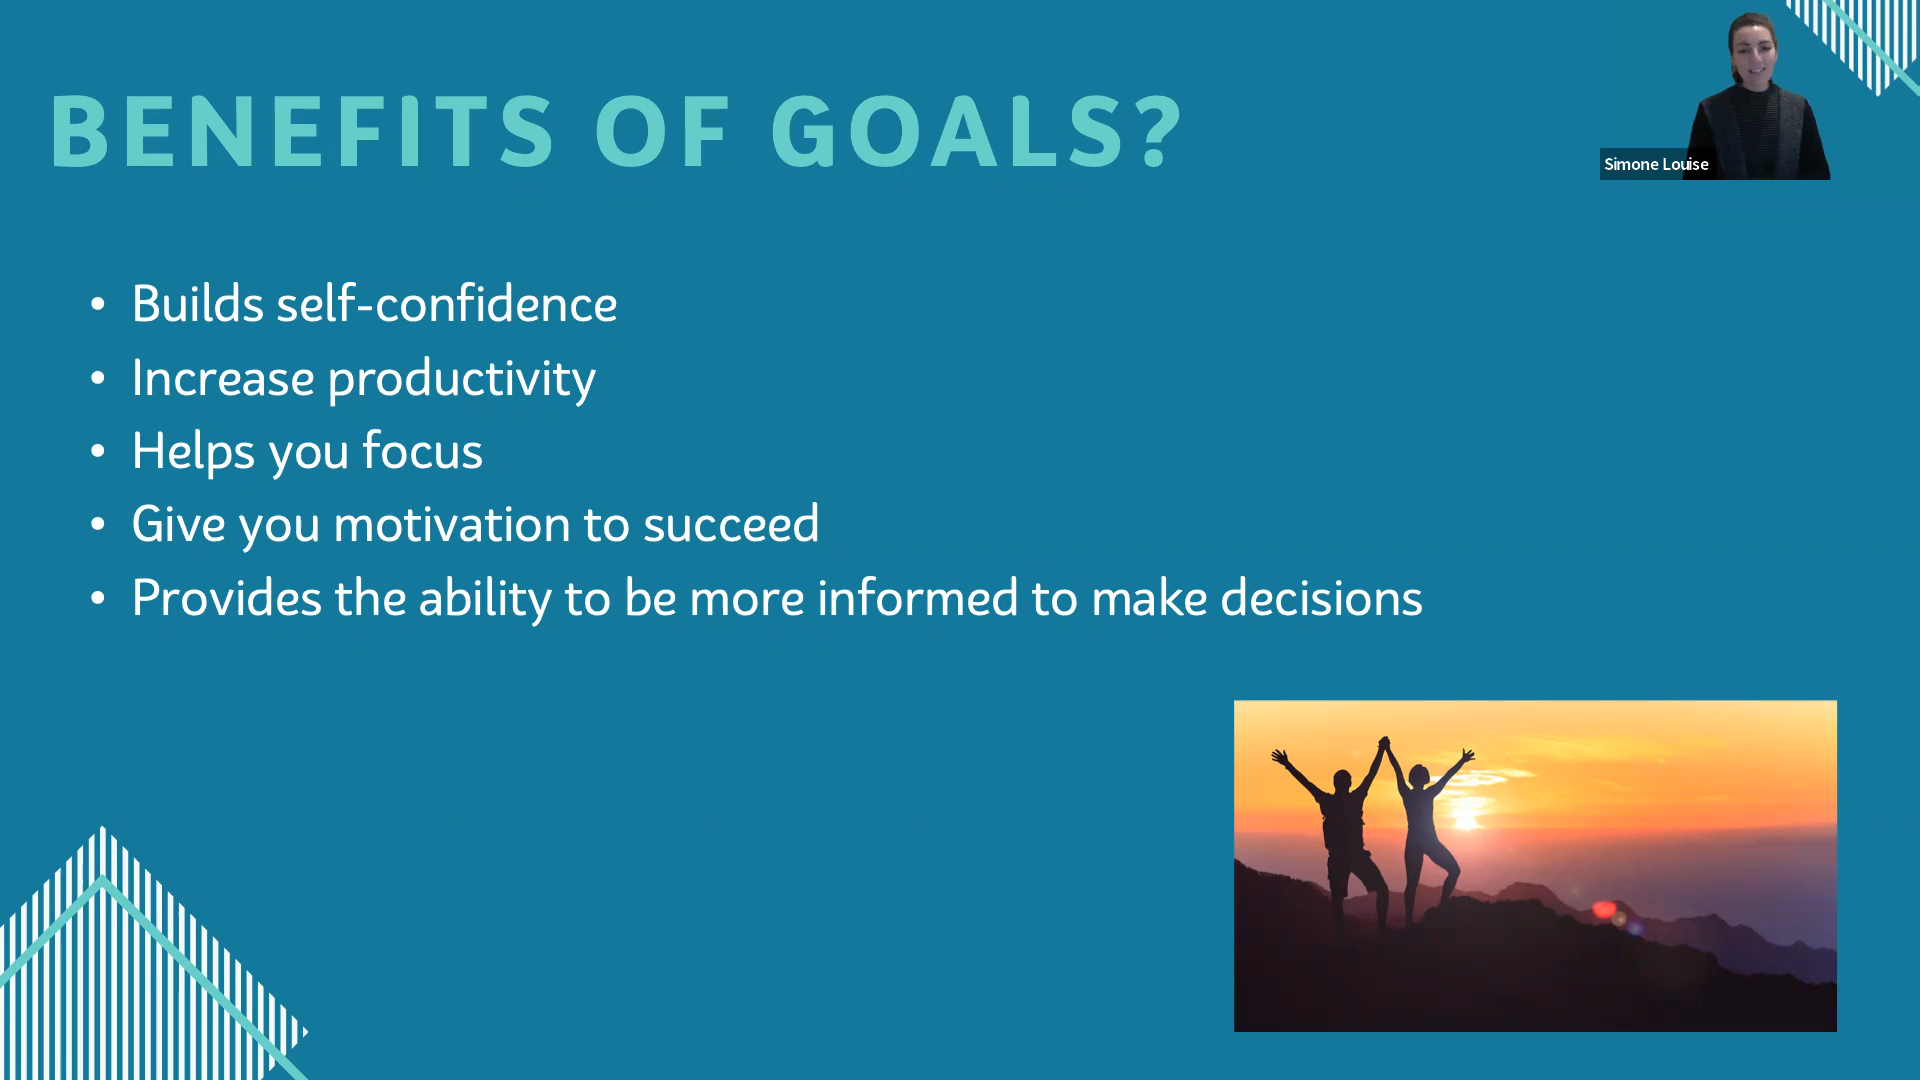 BENEFITS OF GOALS?
Simone Louise
• Builds self-confidence
• Increase productivity
• Helps you focus
• Give you motivation to succeed
• Provides the ability to be more informed to make decisions